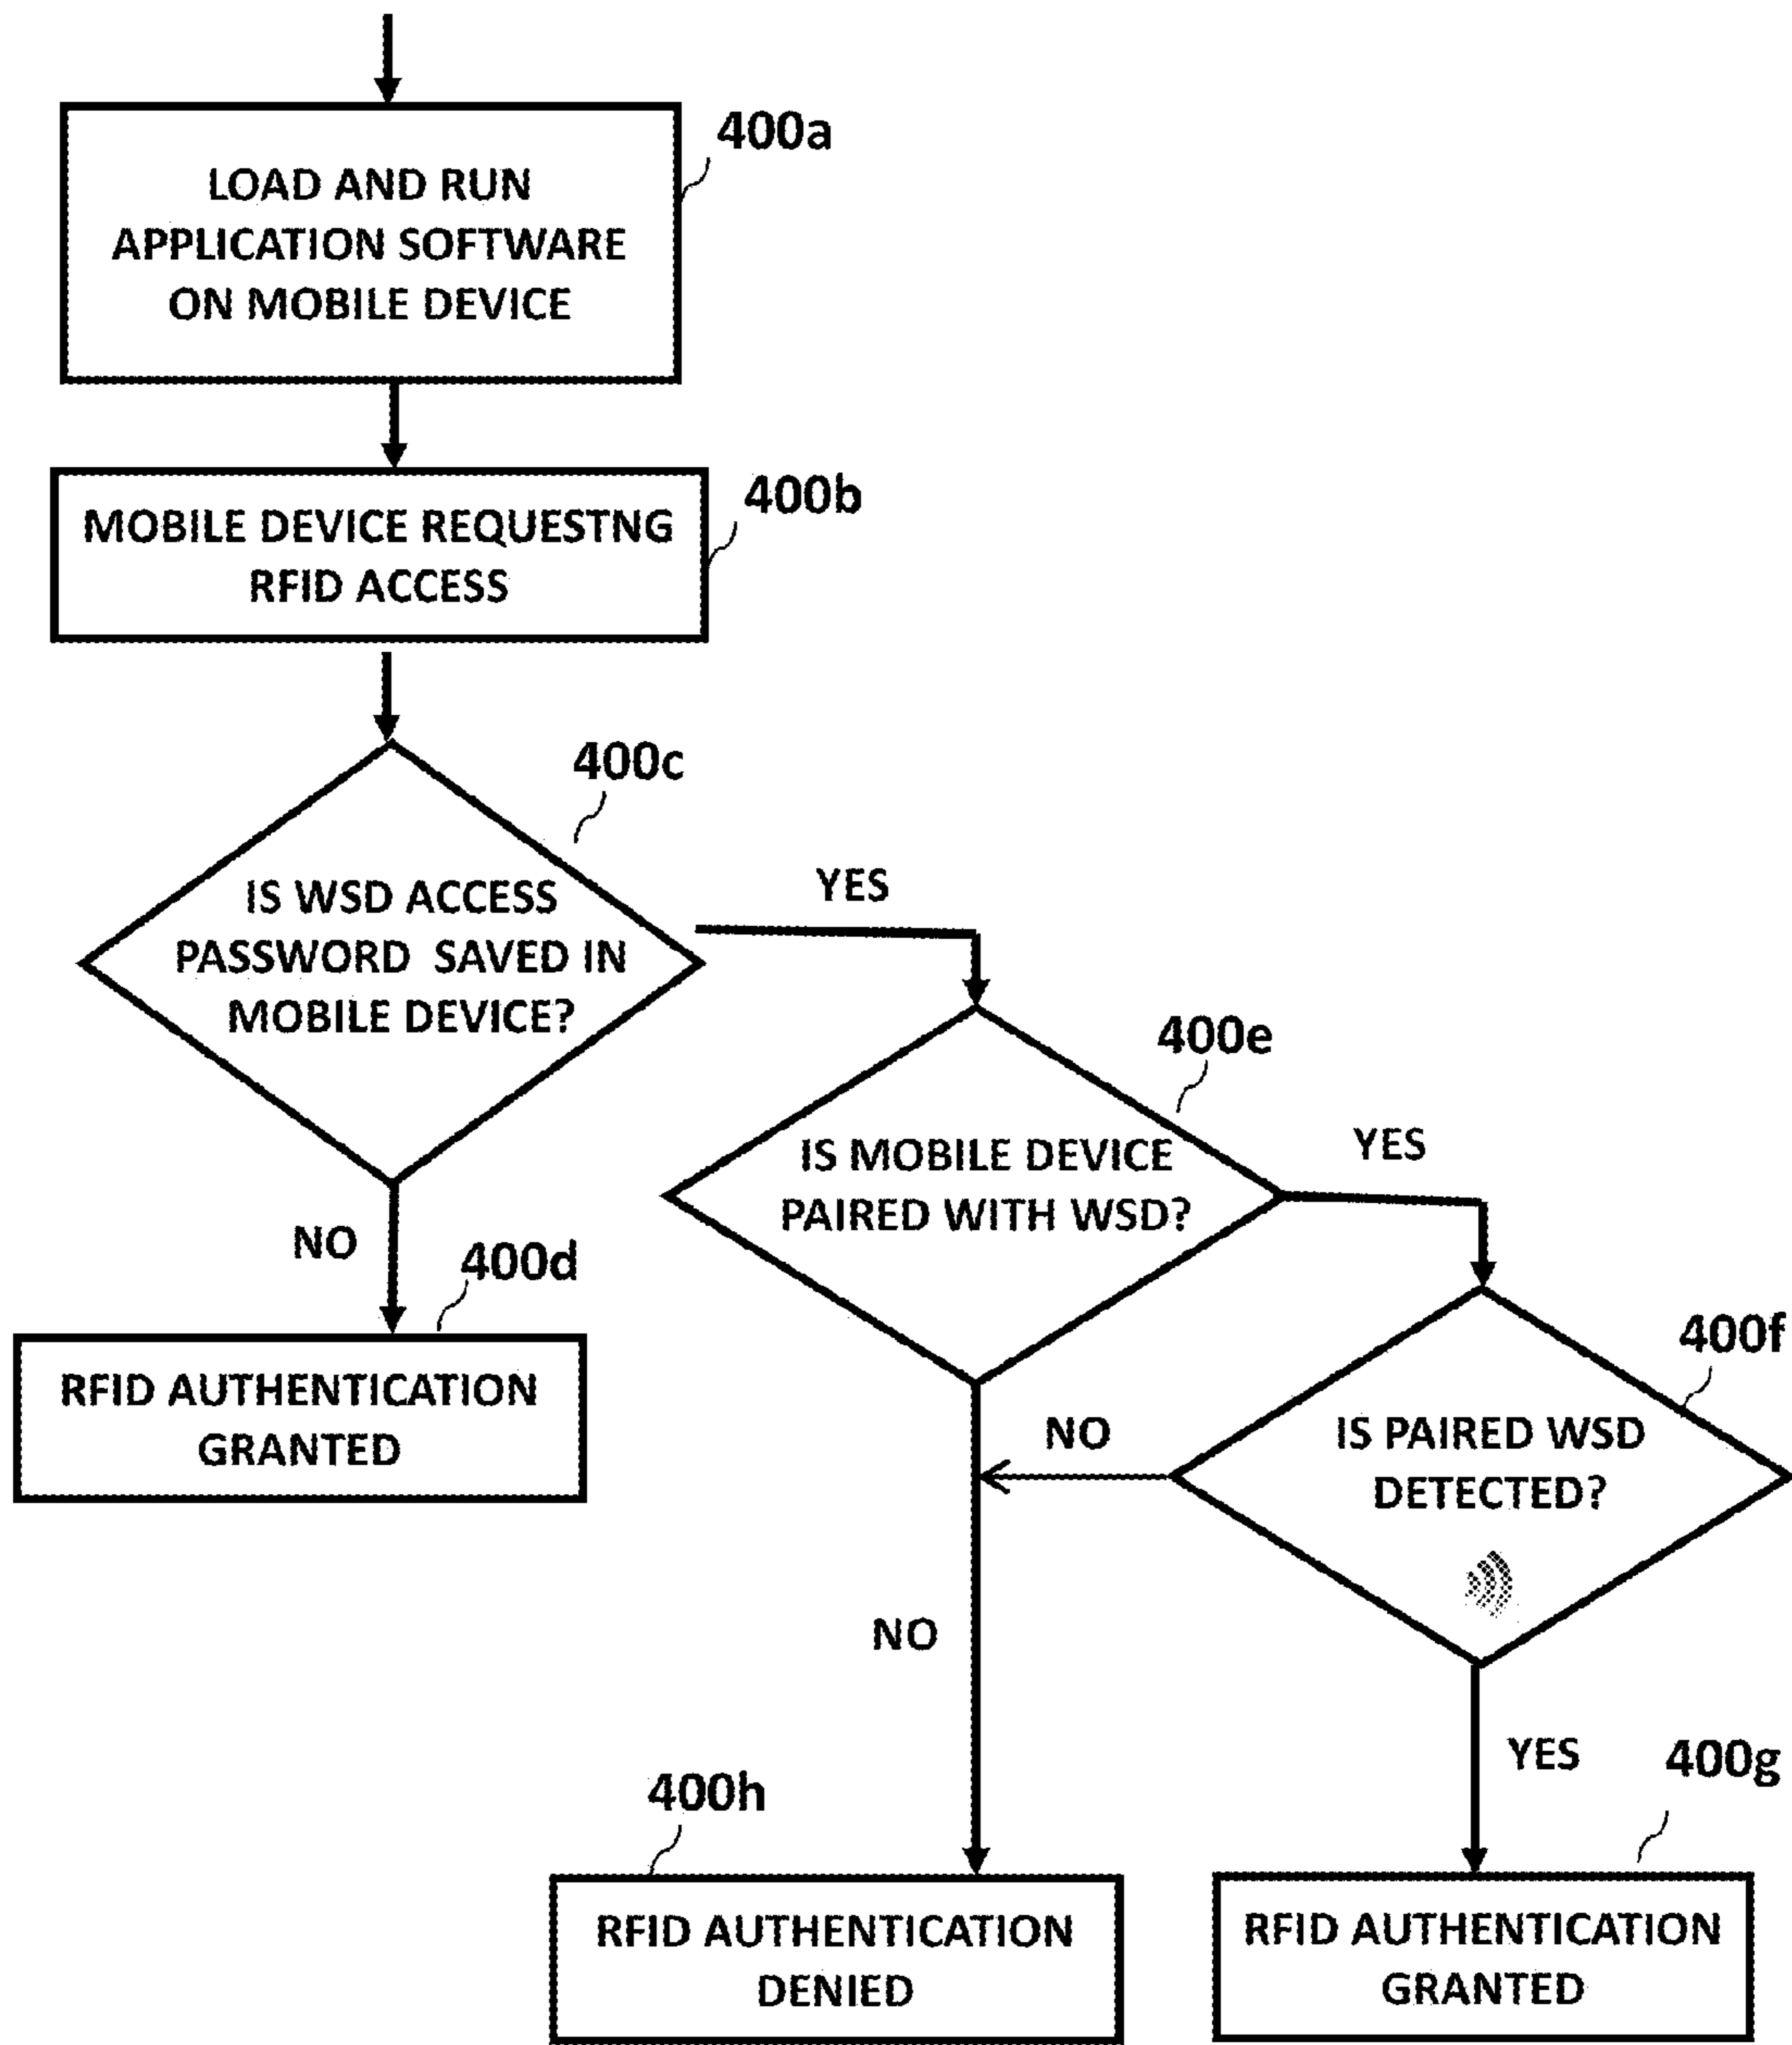 LOAD AND RUN
APPLICATION SOFTWARE
ON MOBILE DEVICE
400a
MOBILE DEVICE REQUESTNG
RFID ACCESS
400b
400c
IS WSD ACCESS
PASSWORD SAVED IN
MOBILE DEVICE?
YES
NO
400d
RFID AUTHENTICATION
GRANTED
400e
IS MOBILE DEVICE
PAIRED WITH WSD?
YES
400f
IS PAIRED WSD
DETECTED?
NO
NO
YES
400g
400h
RFID AUTHENTICATION
DENIED
RFID AUTHENTICATION
GRANTED